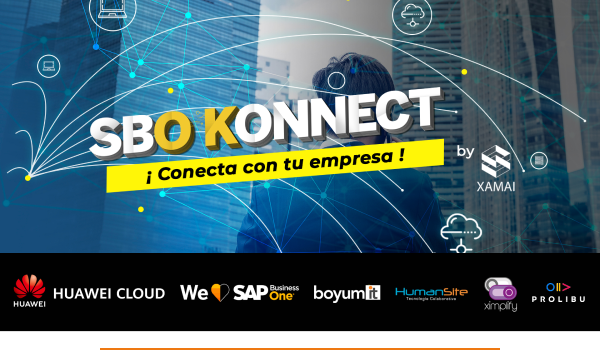 SBO KONNECT
¡ Conecta con tu empresa !
by
XAMAI
HUAWEI
HUAWEI CLOUD
We SAP Business One
boyum it
HumanSite
Tecnología Colaborativa
ximplify
PROLIBU